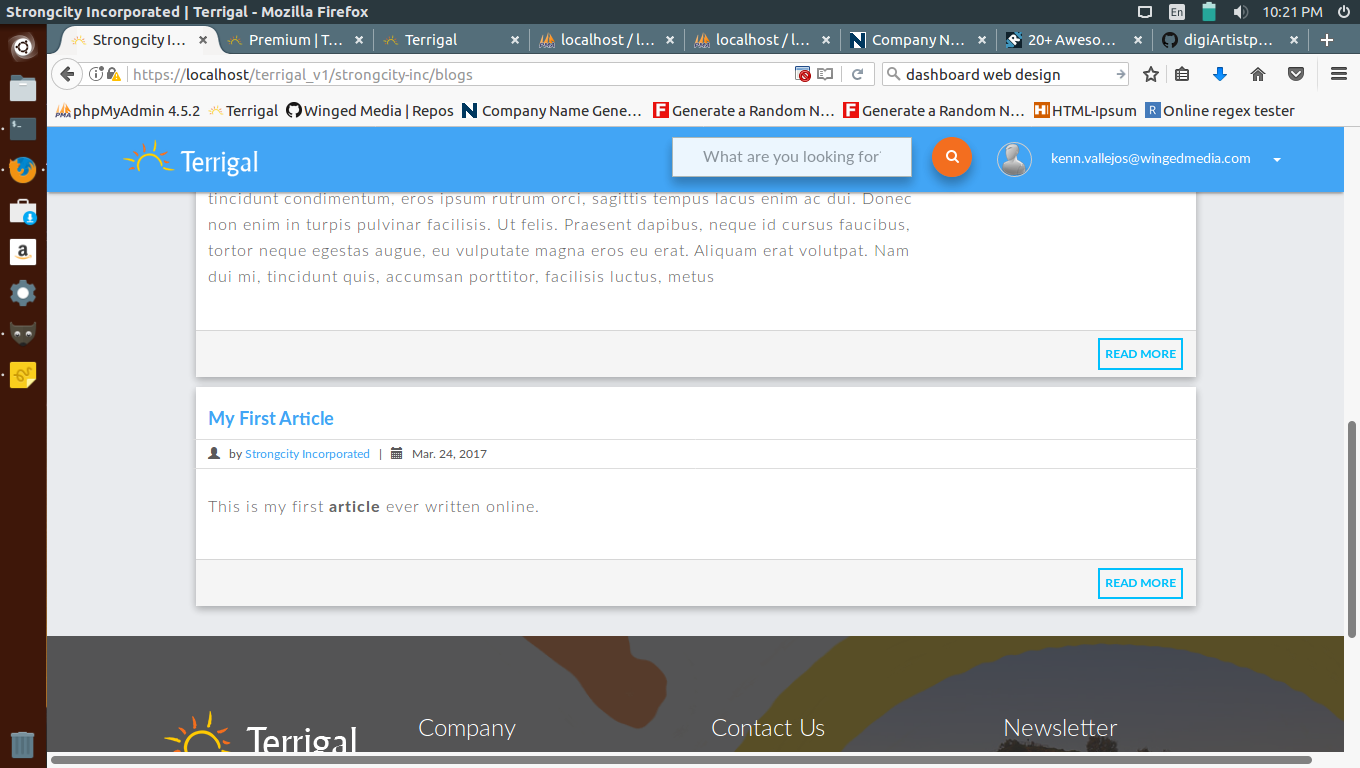 Strongcity Incorporated | Terrigal - Mozilla Firefox
En
10:21 PM
Strongcity I…
Premium | T…
Terrigal
localhost / l…
localhost / l…
Company N…
20+ Aweso…
digiArtistp…
https://localhost/terrigal_v1/strongcity-inc/blogs
dashboard web design
phpMyAdmin 4.5.2
Terrigal
Winged Media | Repos
Company Name Gene…
Generate a Random N…
Generate a Random N…
HTML-Ipsum
Online regex tester
Terrigal
What are you looking for
kenn.vallejos@wingedmedia.com
tincidunt condimentum, eros ipsum rutrum orci, sagittis tempus lacus enim ac dui. Donec
non enim in turpis pulvinar facilisis. Ut felis. Praesent dapibus, neque id cursus faucibus,
tortor neque egestas augue, eu vulputate magna eros eu erat. Aliquam erat volutpat. Nam
dui mi, tincidunt quis, accumsan porttitor, facilisis luctus, metus
READ MORE
My First Article
by Strongcity Incorporated | Mar. 24, 2017
This is my first article ever written online.
READ MORE
Terrigal
Company
Contact Us
Newsletter